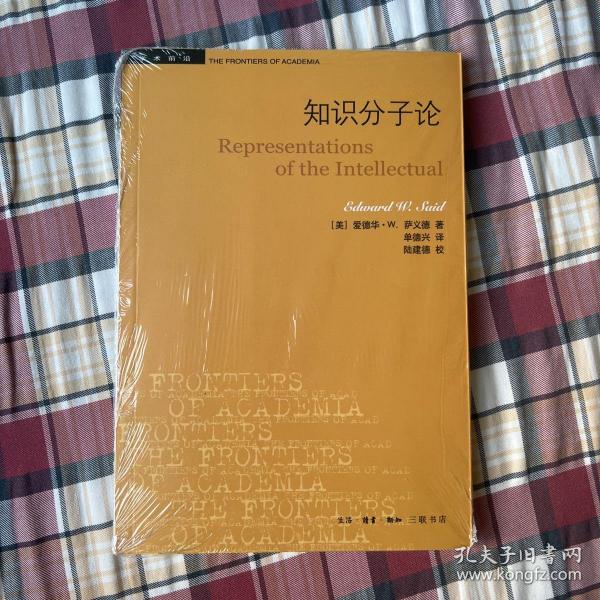 术前沿 THE FRONTIERS OF ACADEMIA
知识分子论
Representations
of the Intellectual
Edward W. Said
[美] 爱德华·W. 萨义德 著
单德兴 译
陆建德 校
FRONTIERS
OF ACADEMIA
FRONTIERS
THE FRONTIERS
OF ACADEMIA
THE FRONTIERS
OF ACADEMIA
生活·读书·新知 三联书店
孔夫子旧书网
www.kongfz.com